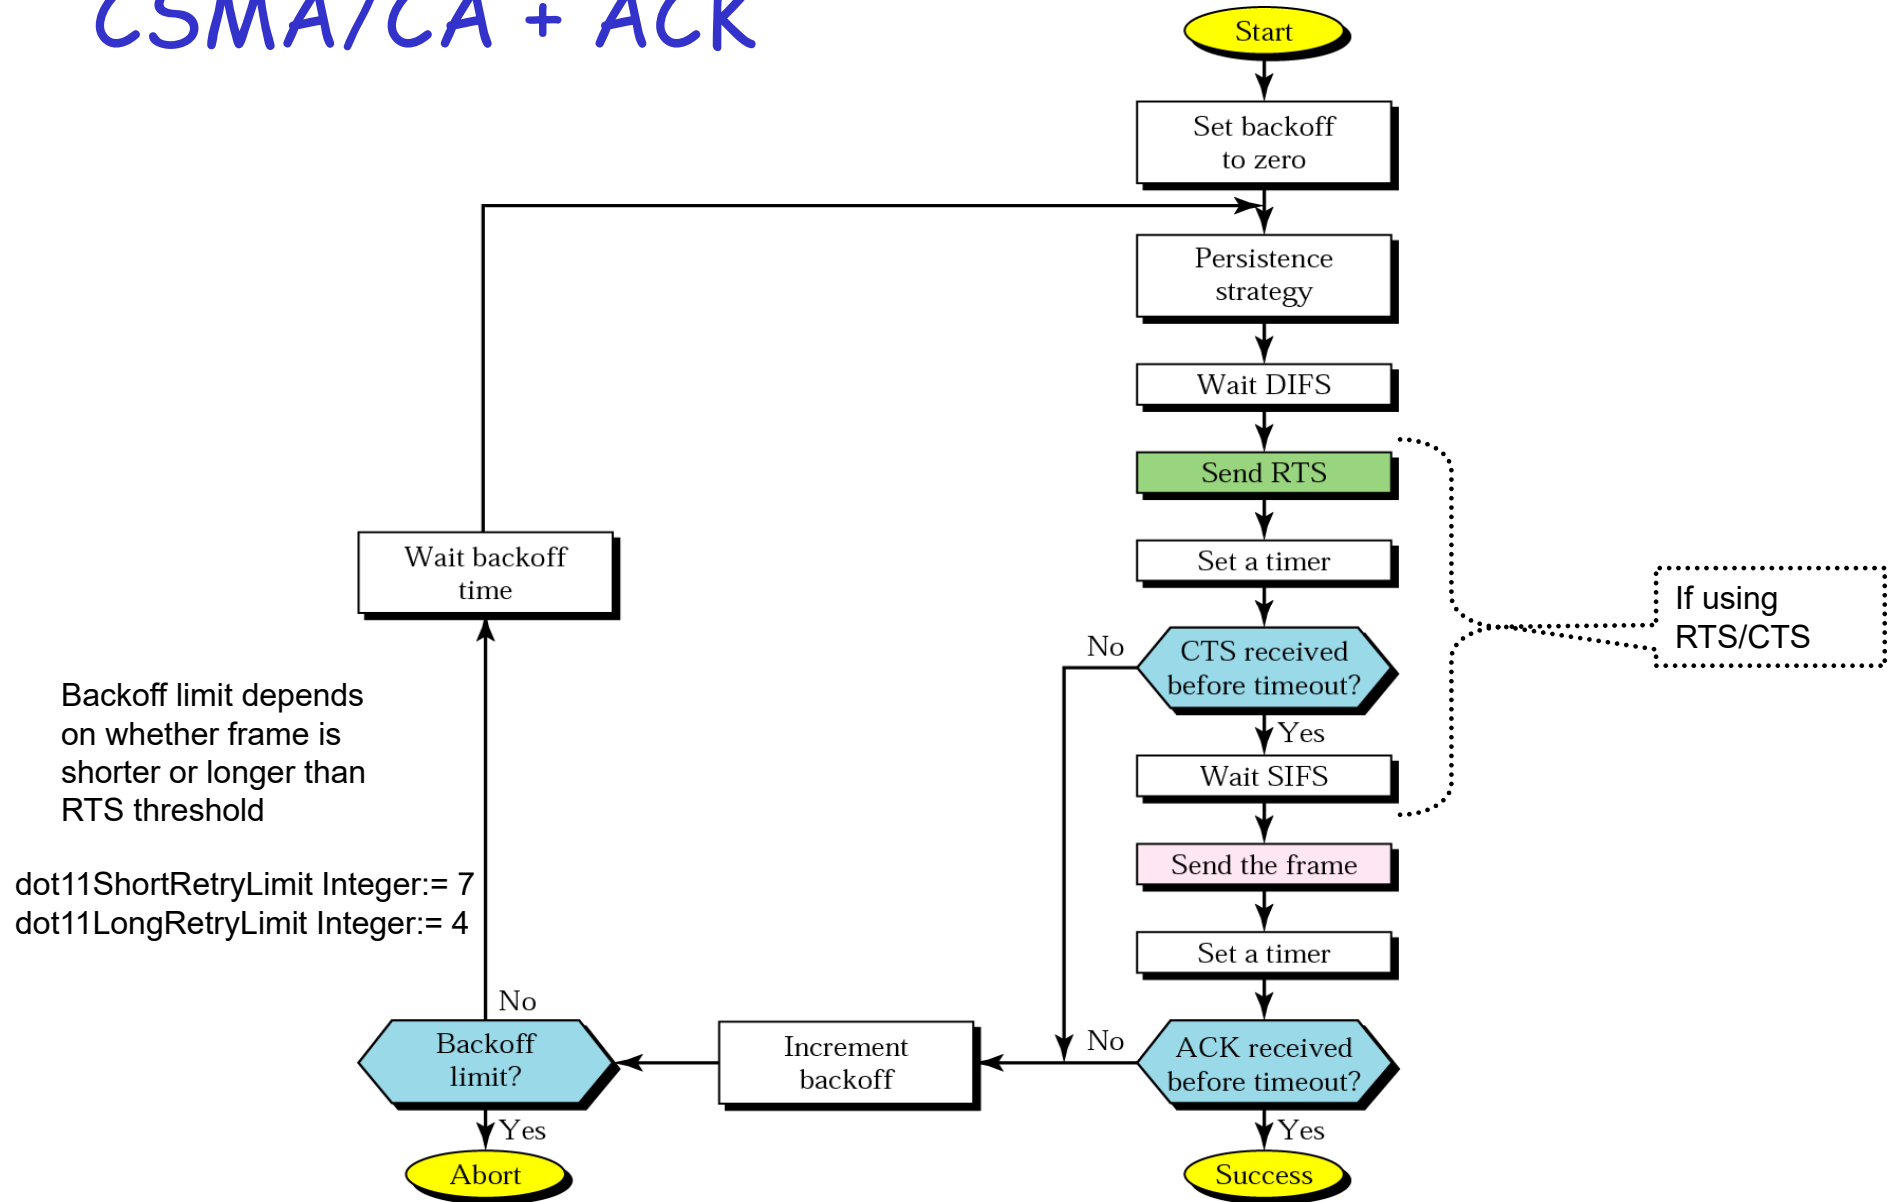 CSMA/CA + ACK
Start
Set backoff
to zero
Persistence
strategy
Wait DIFS
Send RTS
Set a timer
If using
RTS/CTS
CTS received
before timeout?
No
Yes
Wait SIFS
Send the frame
Set a timer
ACK received
before timeout?
No
Yes
Success
Increment
backoff
Backoff
limit?
No
Yes
Abort
Wait backoff
time
Backoff limit depends
on whether frame is
shorter or longer than
RTS threshold
dot11ShortRetryLimit Integer:= 7
dot11LongRetryLimit Integer:= 4